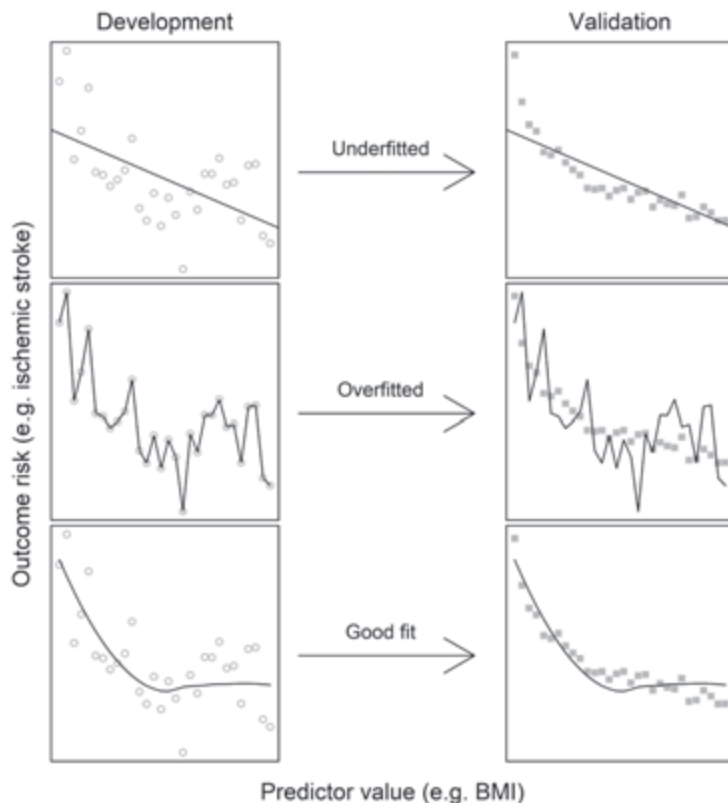 Development
Validation
Underfitted
Outcome risk (e.g. ischemic stroke)
Overfitted
Good fit
Predictor value (e.g. BMI)